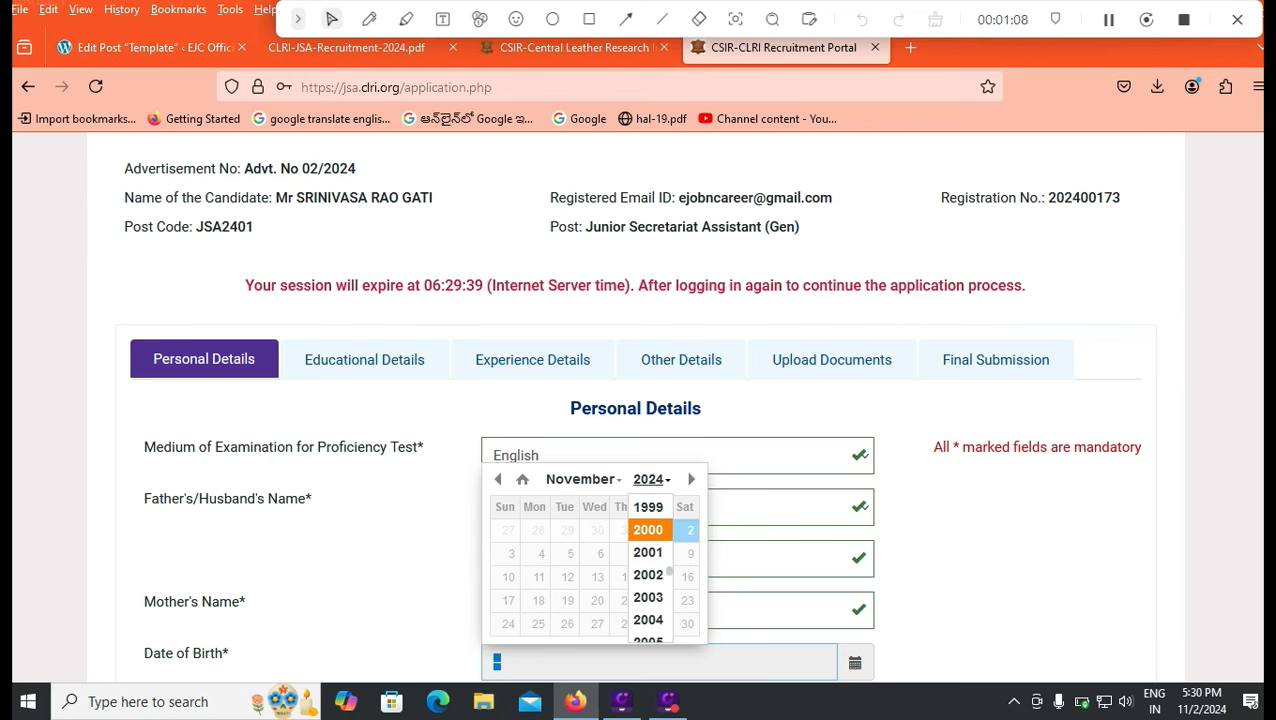 File Edit View History Bookmarks Tools
00:01:08
Edit Post "Template" ‹ EJC Offici
CLRI-JSA-Recruitment-2024.pdf
CSIR-Central Leather Research I
CSIR-CLRI Recruitment Portal
https://jsa.clri.org/application.php
Import bookmarks...
Getting Started
google translate englis...
ఆన్‌లైన్‌లో Google ఇ...
Google
hal-19.pdf
Channel content - You...
Advertisement No: Advt. No 02/2024
Name of the Candidate: Mr SRINIVASA RAO GATI
Registered Email ID: ejobncareer@gmail.com
Registration No.: 202400173
Post Code: JSA2401
Post: Junior Secretariat Assistant (Gen)
Your session will expire at 06:29:39 (Internet Server time). After logging in again to continue the application process.
Personal Details
Educational Details
Experience Details
Other Details
Upload Documents
Final Submission
Personal Details
Medium of Examination for Proficiency Test*
English
All * marked fields are mandatory
November 2024
Father's/Husband's Name*
Sun Mon Tue Wed Th 1999 Sat
27 28 29 30 3 2000 2
3 4 5 6 2001 9
10 11 12 13 1 2002 16
Mother's Name*
17 18 19 20 2 2003 23
24 25 26 27 2 2004 30
2005
Date of Birth*
Type here to search
ENG
IN
5:30 PM
11/2/2024